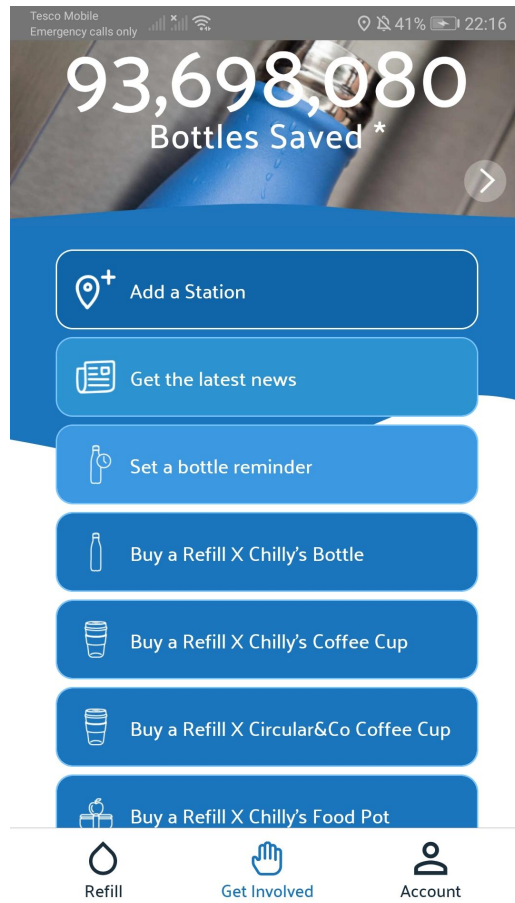 Tesco Mobile
Emergency calls only
41% 22:16
93,698,080
Bottles Saved *
Add a Station
Get the latest news
Set a bottle reminder
Buy a Refill X Chilly's Bottle
Buy a Refill X Chilly's Coffee Cup
Buy a Refill X Circular&Co Coffee Cup
Buy a Refill X Chilly's Food Pot
Refill Get Involved Account